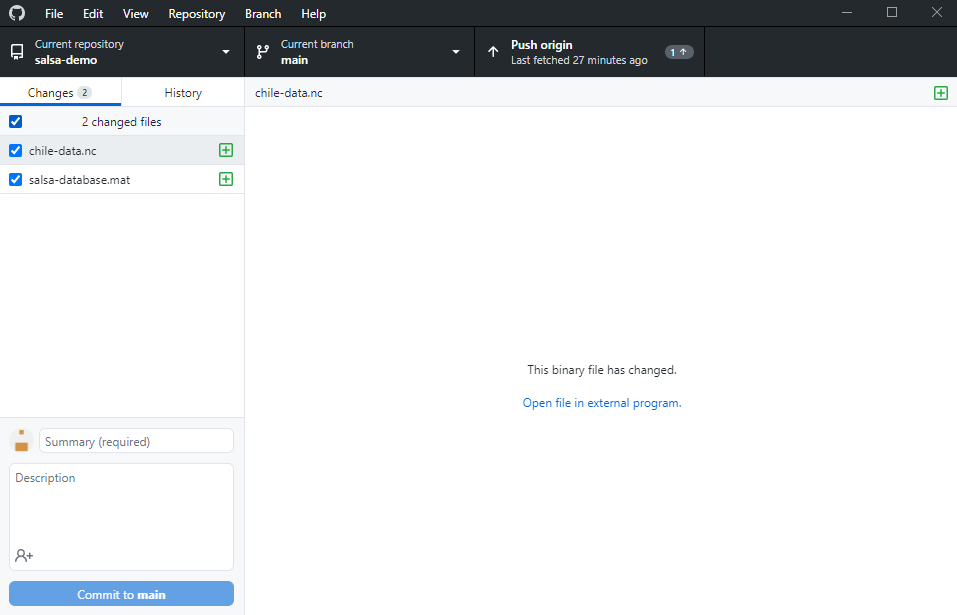 File Edit View Repository Branch Help
Current repository
salsa-demo
Current branch
main
Push origin
Last fetched 27 minutes ago
1
Changes 2
History
chile-data.nc
2 changed files
chile-data.nc
salsa-database.mat
This binary file has changed.
Open file in external program.
Summary (required)
Description
Commit to main